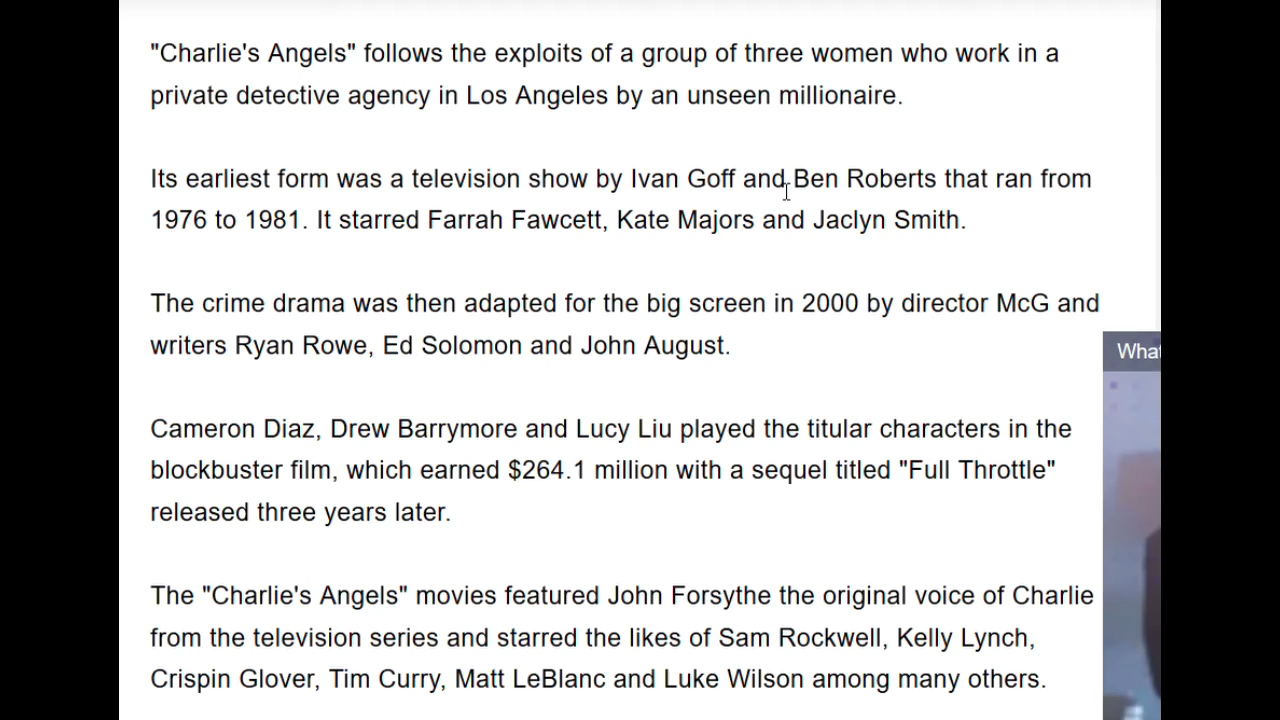 "Charlie's Angels" follows the exploits of a group of three women who work in a
private detective agency in Los Angeles by an unseen millionaire.
Its earliest form was a television show by Ivan Goff and Ben Roberts that ran from
1976 to 1981. It starred Farrah Fawcett, Kate Majors and Jaclyn Smith.
The crime drama was then adapted for the big screen in 2000 by director McG and
writers Ryan Rowe, Ed Solomon and John August.
Cameron Diaz, Drew Barrymore and Lucy Liu played the titular characters in the
blockbuster film, which earned $264.1 million with a sequel titled "Full Throttle"
released three years later.
The "Charlie's Angels" movies featured John Forsythe the original voice of Charlie
from the television series and starred the likes of Sam Rockwell, Kelly Lynch,
Crispin Glover, Tim Curry, Matt LeBlanc and Luke Wilson among many others.